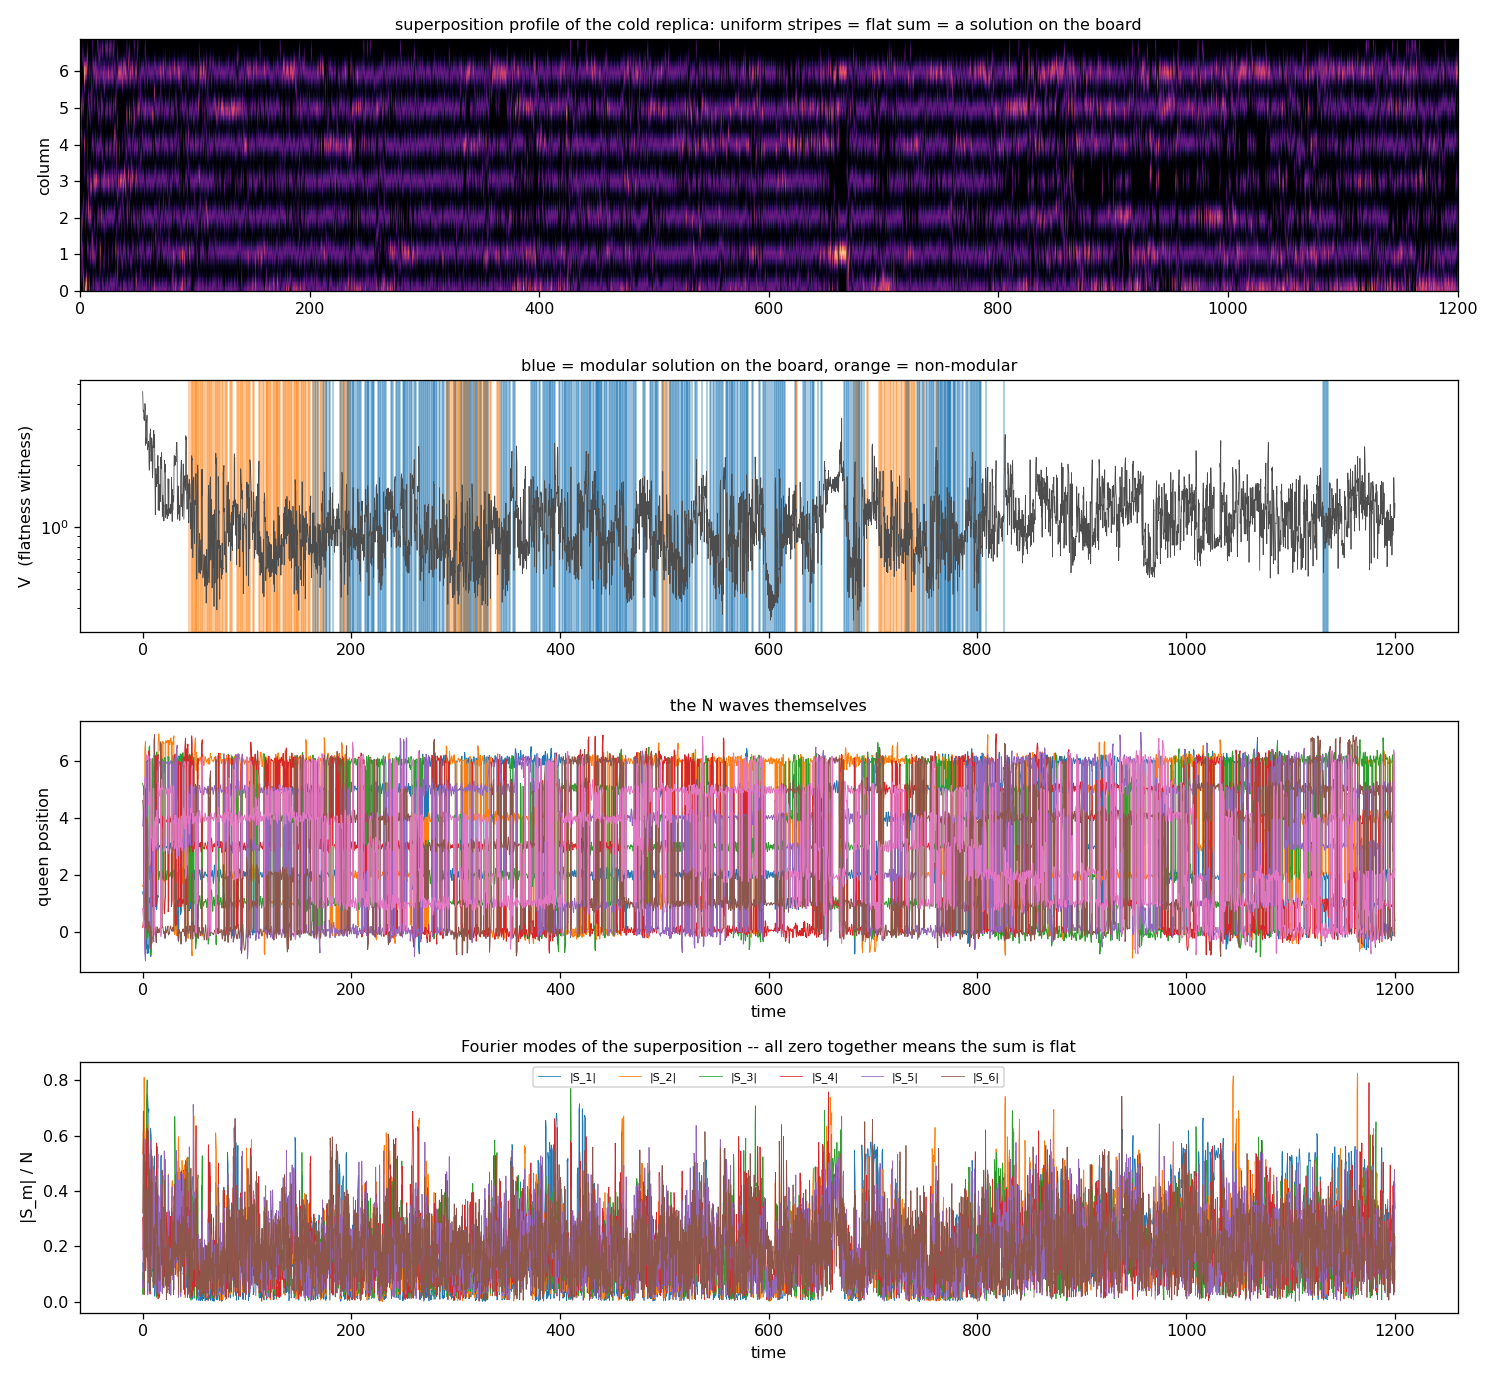 superposition profile of the cold replica: uniform stripes = flat sum = a solution on the board
column
6
5
4
3
2
1
0
0 200 400 600 800 1000 1200
blue = modular solution on the board, orange = non-modular
V (flatness witness)
10⁰
0 200 400 600 800 1000 1200
the N waves themselves
queen position
6
4
2
0
0 200 400 600 800 1000 1200
time
Fourier modes of the superposition -- all zero together means the sum is flat
|S_1| |S_2| |S_3| |S_4| |S_5| |S_6|
|S_m| / N
0.8
0.6
0.4
0.2
0.0
0 200 400 600 800 1000 1200
time